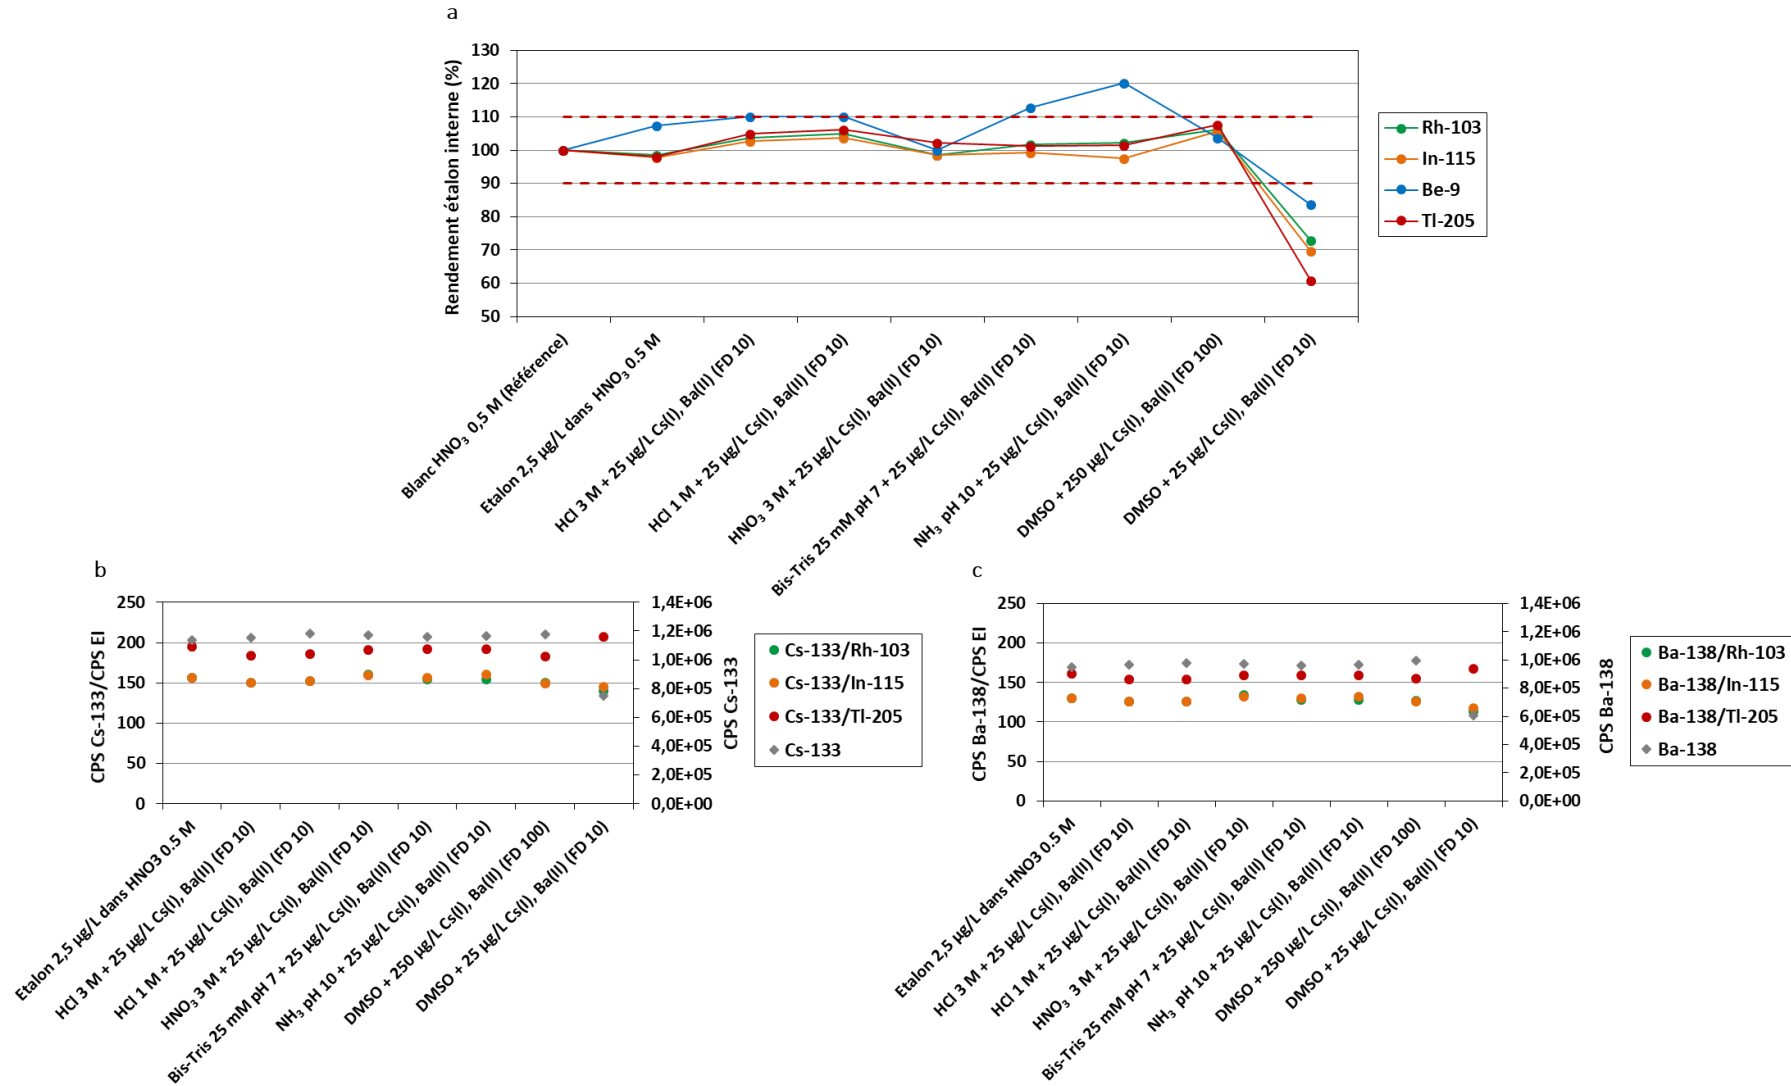 a
Rendement étalon interne (%)
130
120
110
100
90
80
70
60
50
Rh-103
In-115
Be-9
Tl-205
Blanc HNO₃ 0,5 M (Référence)
Etalon 2,5 µg/L dans HNO₃ 0.5 M
HCl 3 M + 25 µg/L Cs(I), Ba(II) (FD 10)
HCl 1 M + 25 µg/L Cs(I), Ba(II) (FD 10)
HNO₃ 3 M + 25 µg/L Cs(I), Ba(II) (FD 10)
Bis-Tris 25 mM pH 7 + 25 µg/L Cs(I), Ba(II) (FD 10)
NH₃ pH 10 + 25 µg/L Cs(I), Ba(II) (FD 10)
DMSO + 250 µg/L Cs(I), Ba(II) (FD 100)
DMSO + 25 µg/L Cs(I), Ba(II) (FD 10)
b
CPS Cs-133/CPS EI
250
200
150
100
50
0
1,4E+06
1,2E+06
1,0E+06
8,0E+05
6,0E+05
4,0E+05
2,0E+05
0,0E+00
CPS Cs-133
Cs-133/Rh-103
Cs-133/In-115
Cs-133/Tl-205
Cs-133
Etalon 2,5 µg/L dans HNO3 0.5 M
HCl 3 M + 25 µg/L Cs(I), Ba(II) (FD 10)
HCl 1 M + 25 µg/L Cs(I), Ba(II) (FD 10)
HNO₃ 3 M + 25 µg/L Cs(I), Ba(II) (FD 10)
Bis-Tris 25 mM pH 7 + 25 µg/L Cs(I), Ba(II) (FD 10)
NH₃ pH 10 + 25 µg/L Cs(I), Ba(II) (FD 10)
DMSO + 250 µg/L Cs(I), Ba(II) (FD 100)
DMSO + 25 µg/L Cs(I), Ba(II) (FD 10)
c
CPS Ba-138/CPS EI
250
200
150
100
50
0
1,4E+06
1,2E+06
1,0E+06
8,0E+05
6,0E+05
4,0E+05
2,0E+05
0,0E+00
CPS Ba-138
Ba-138/Rh-103
Ba-138/In-115
Ba-138/Tl-205
Ba-138
Etalon 2,5 µg/L dans HNO3 0.5 M
HCl 3 M + 25 µg/L Cs(I), Ba(II) (FD 10)
HCl 1 M + 25 µg/L Cs(I), Ba(II) (FD 10)
HNO₃ 3 M + 25 µg/L Cs(I), Ba(II) (FD 10)
Bis-Tris 25 mM pH 7 + 25 µg/L Cs(I), Ba(II) (FD 10)
NH₃ pH 10 + 25 µg/L Cs(I), Ba(II) (FD 10)
DMSO + 250 µg/L Cs(I), Ba(II) (FD 100)
DMSO + 25 µg/L Cs(I), Ba(II) (FD 10)